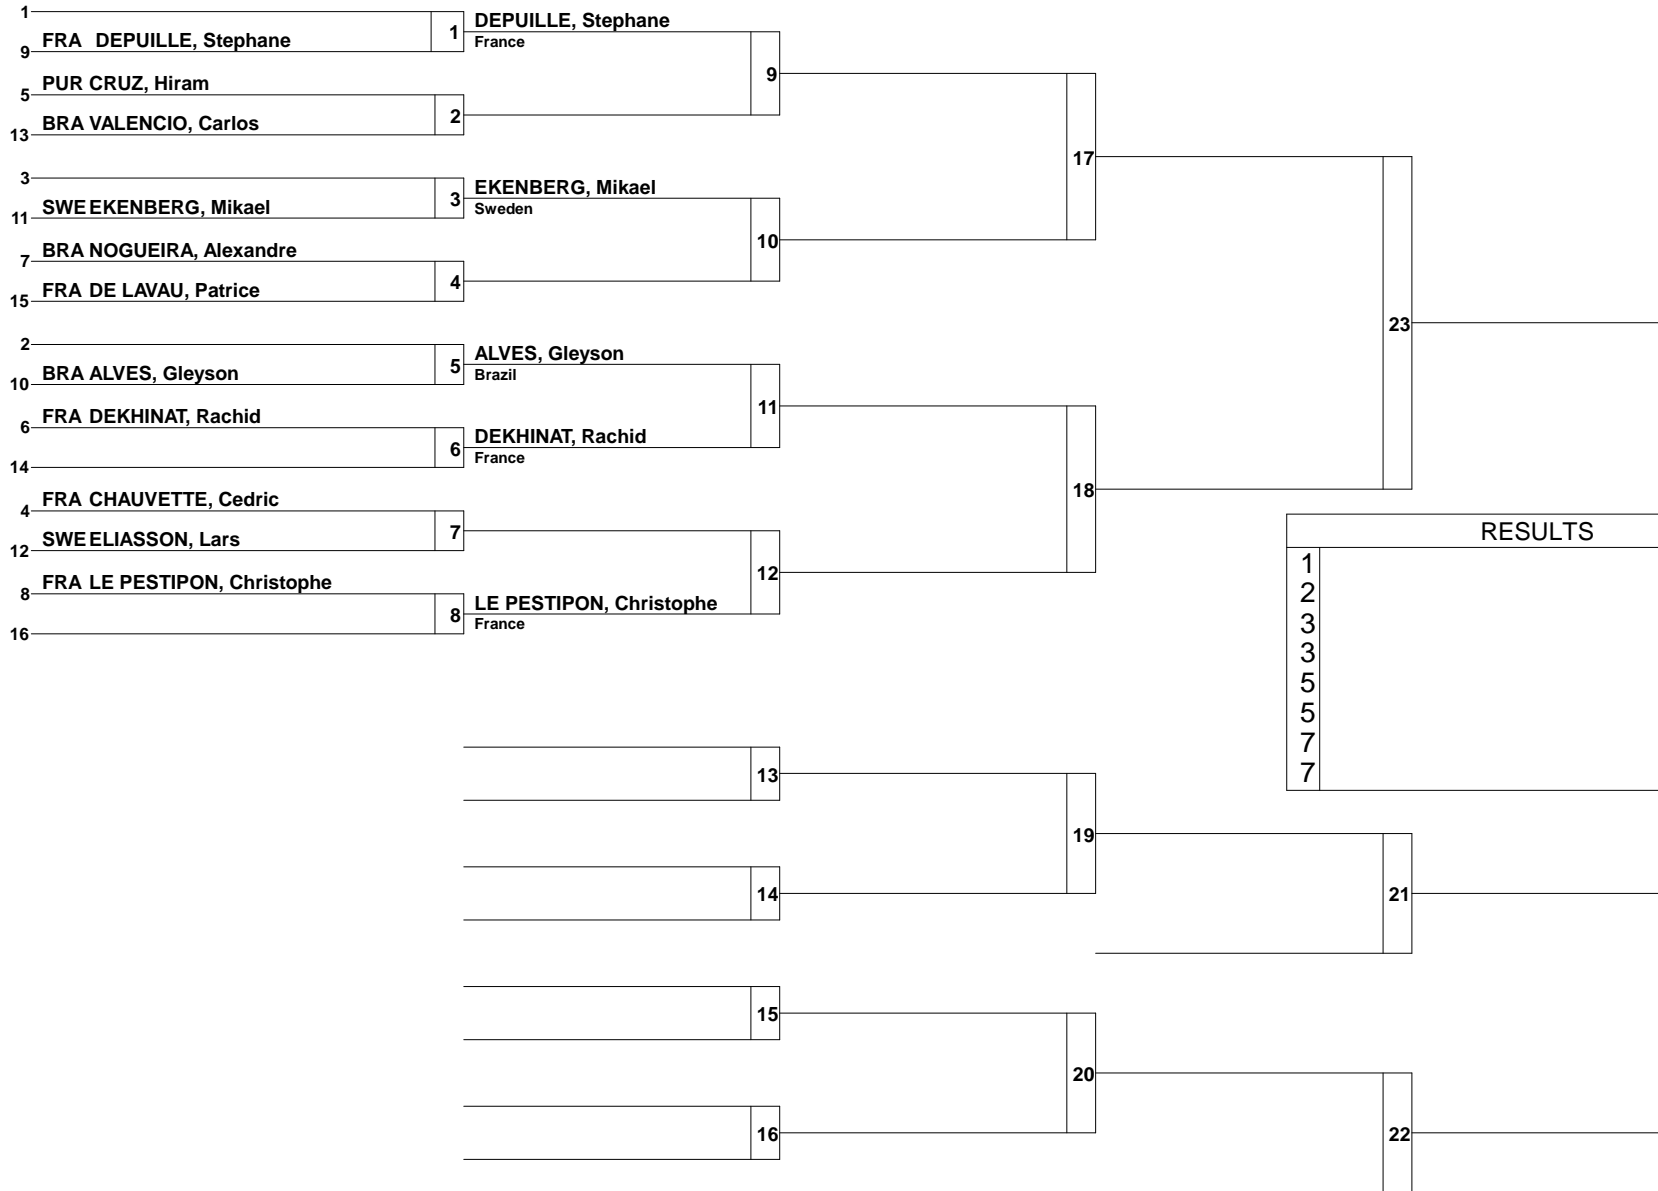 1
FRA DEPUILLE, Stephane
9
1
DEPUILLE, Stephane
France
PUR CRUZ, Hiram
5
BRA VALENCIO, Carlos
13
2
9
3
SWE EKENBERG, Mikael
11
3
EKENBERG, Mikael
Sweden
BRA NOGUEIRA, Alexandre
7
FRA DE LAVAU, Patrice
15
4
10
17
2
BRA ALVES, Gleyson
10
5
ALVES, Gleyson
Brazil
FRA DEKHINAT, Rachid
6
14
6
DEKHINAT, Rachid
France
11
FRA CHAUVETTE, Cedric
4
SWE ELIASSON, Lars
12
7
FRA LE PESTIPON, Christophe
8
16
8
LE PESTIPON, Christophe
France
12
18
23
RESULTS
1
2
3
3
5
5
7
7
13
14
19
21
15
16
20
22